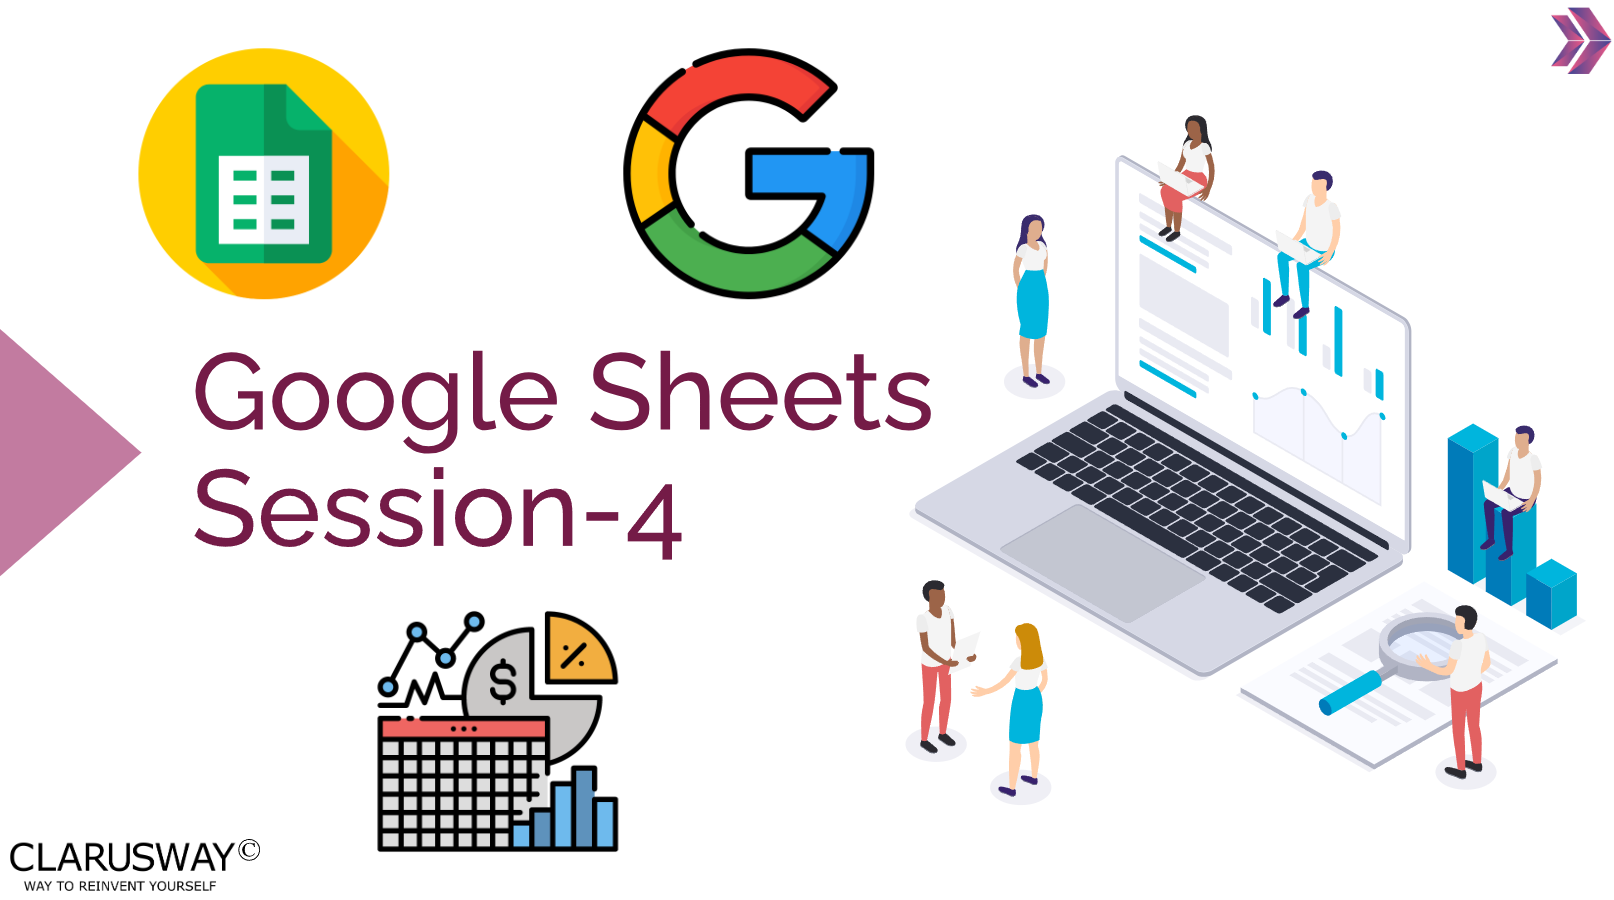 Google Sheets
Session-4
$
%
CLARUSWAY©
WAY TO REINVENT YOURSELF